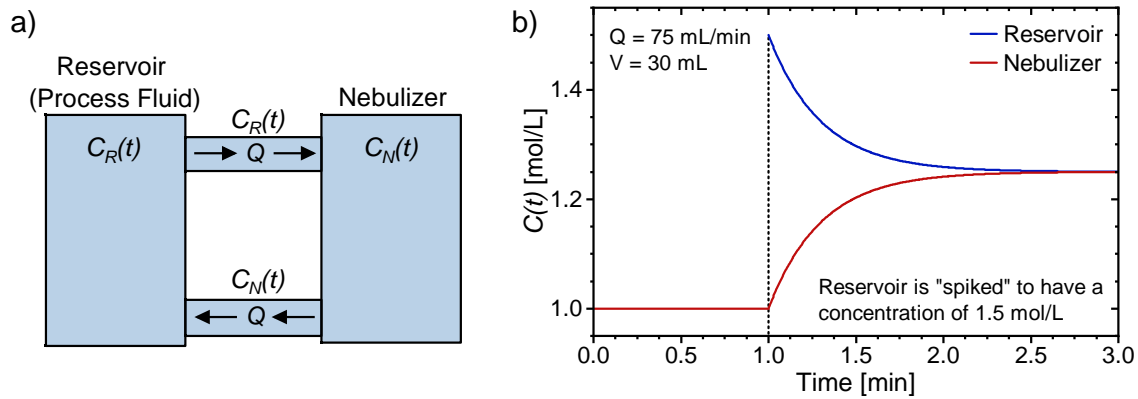 a)
Reservoir
(Process Fluid)
Nebulizer
C_R(t)
C_R(t)
Q
C_N(t)
C_N(t)
Q
b)
Q = 75 mL/min
V = 30 mL
Reservoir
Nebulizer
C(t) [mol/L]
1.4
1.2
1.0
Reservoir is "spiked" to have a
concentration of 1.5 mol/L
0.0 0.5 1.0 1.5 2.0 2.5 3.0
Time [min]